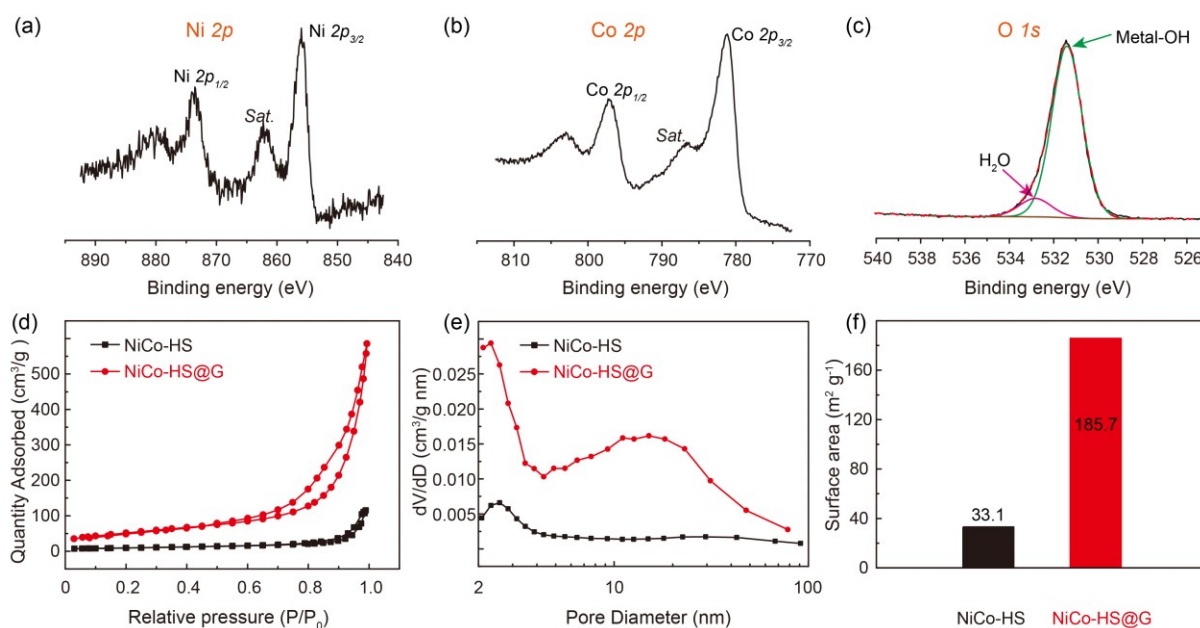 (a)
Ni 2p
Ni 2p3/2
Ni 2p1/2
Sat.
890 880 870 860 850 840
Binding energy (eV)
(b)
Co 2p
Co 2p3/2
Co 2p1/2
Sat.
810 800 790 780 770
Binding energy (eV)
(c)
O 1s
Metal-OH
H2O
540 534 532 530 528 526
Binding energy (eV)
(d)
NiCo-HS
NiCo-HS@G
Quantity Adsorbed (cm³/g )
500
400
300
200
100
0
0.0 0.2 0.4 0.6 0.8 1.0
Relative pressure (P/P0)
(e)
NiCo-HS
NiCo-HS@G
dV/dD (cm³/g nm)
0.030
0.025
0.020
0.015
0.010
0.005
2 10 100
Pore Diameter (nm)
(f)
Surface area (m² g⁻¹)
160
120
80
40
0
33.1
185.7
NiCo-HS NiCo-HS@G